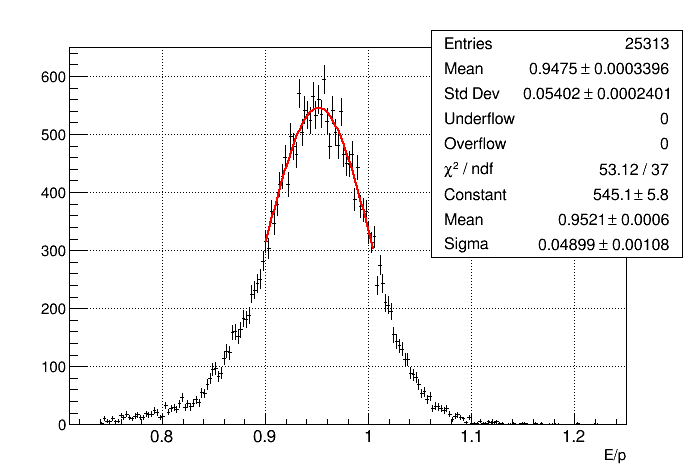 Entries 25313
Mean 0.9475 ± 0.0003396
Std Dev 0.05402 ± 0.0002401
Underflow 0
Overflow 0
χ² / ndf 53.12 / 37
Constant 545.1 ± 5.8
Mean 0.9521 ± 0.0006
Sigma 0.04899 ± 0.00108
600
500
400
300
200
100
0
0.8 0.9 1 1.1 1.2
E/p